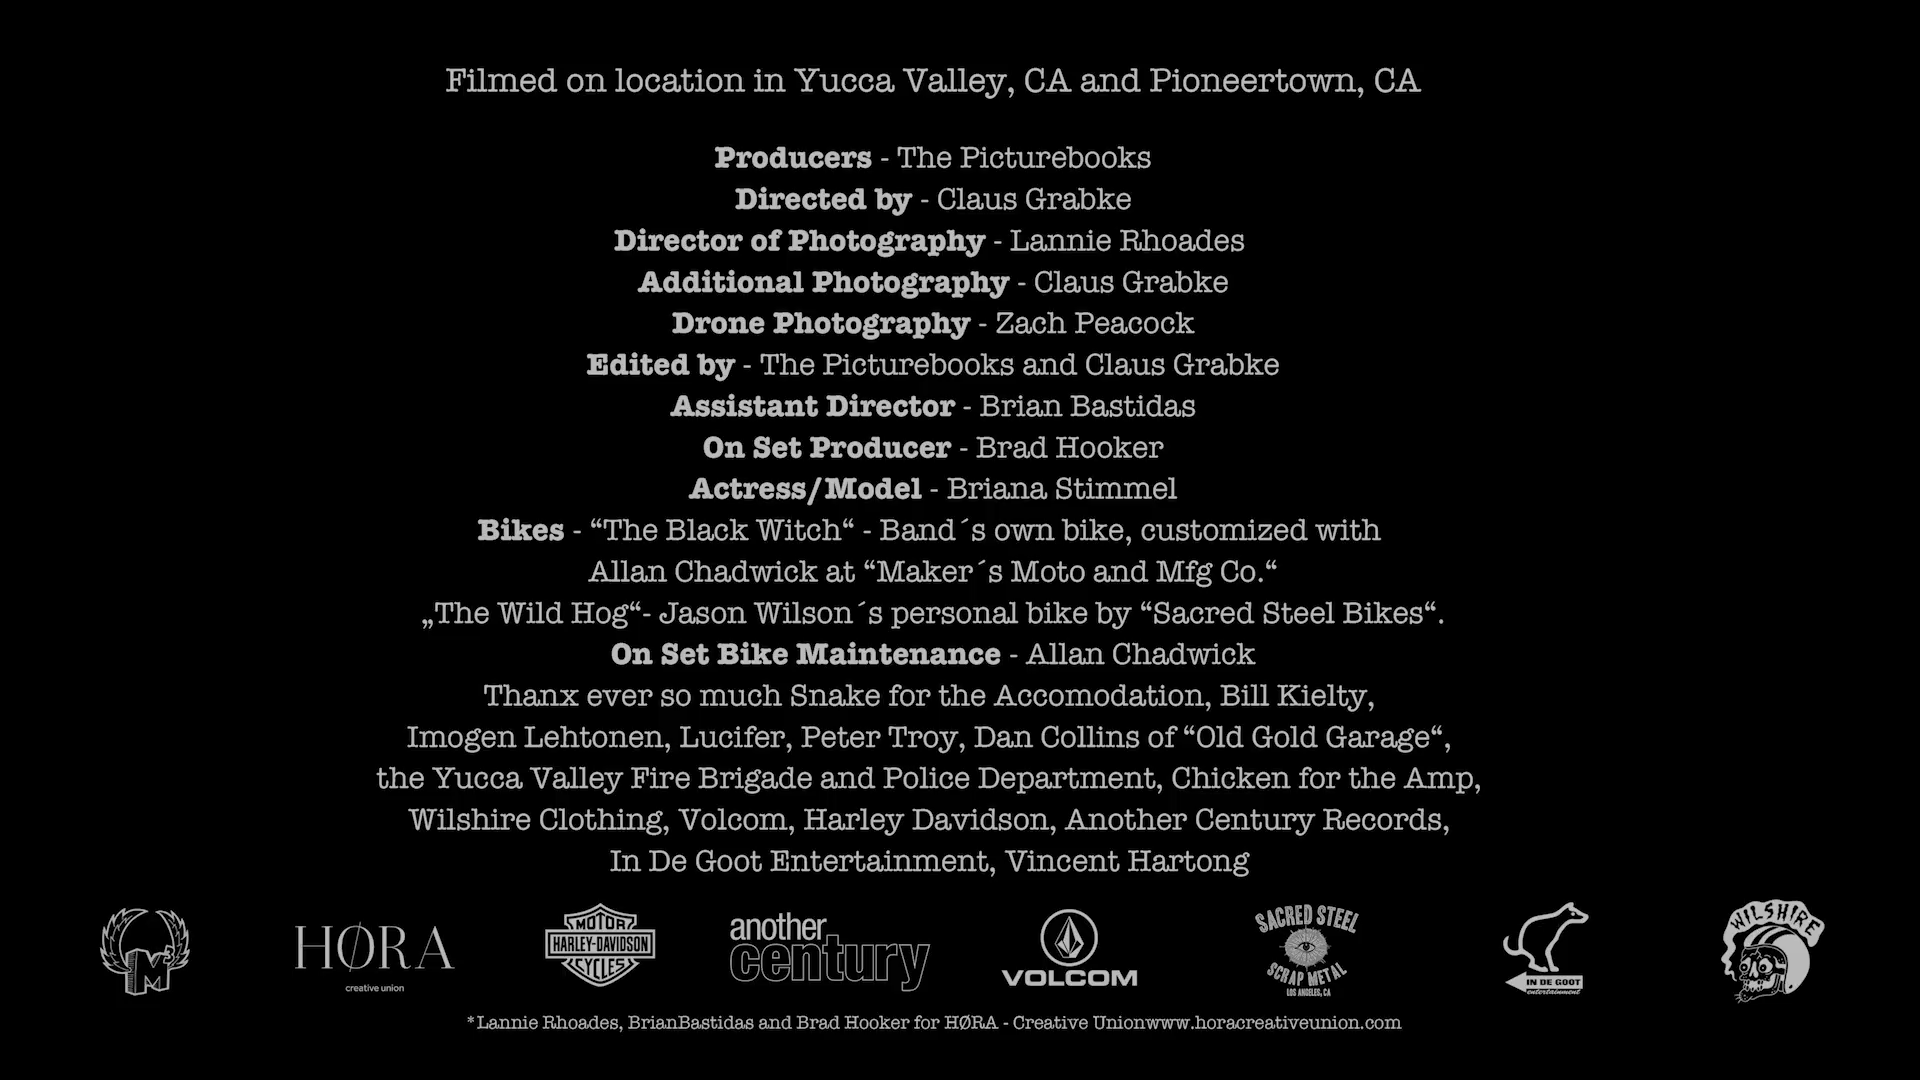 Filmed on location in Yucca Valley, CA and Pioneertown, CA
Producers - The Picturebooks
Directed by - Claus Grabke
Director of Photography - Lannie Rhoades
Additional Photography - Claus Grabke
Drone Photography - Zach Peacock
Edited by - The Picturebooks and Claus Grabke
Assistant Director - Brian Bastidas
On Set Producer - Brad Hooker
Actress/Model - Briana Stimmel
Bikes - “The Black Witch“ - Band´s own bike, customized with
Allan Chadwick at “Maker´s Moto and Mfg Co.“
„The Wild Hog“- Jason Wilson´s personal bike by “Sacred Steel Bikes“.
On Set Bike Maintenance - Allan Chadwick
Thanx ever so much Snake for the Accomodation, Bill Kielty,
Imogen Lehtonen, Lucifer, Peter Troy, Dan Collins of “Old Gold Garage“,
the Yucca Valley Fire Brigade and Police Department, Chicken for the Amp,
Wilshire Clothing, Volcom, Harley Davidson, Another Century Records,
In De Goot Entertainment, Vincent Hartong
M3
HØRA
creative union
MOTOR
HARLEY-DAVIDSON
CYCLES
another
century
VOLCOM
SACRED STEEL
SCRAP METAL
LOS ANGELES, CA
IN DE GOOT
entertainment
WILSHIRE
*Lannie Rhoades, BrianBastidas and Brad Hooker for HØRA - Creative Unionwww.horacreativeunion.com